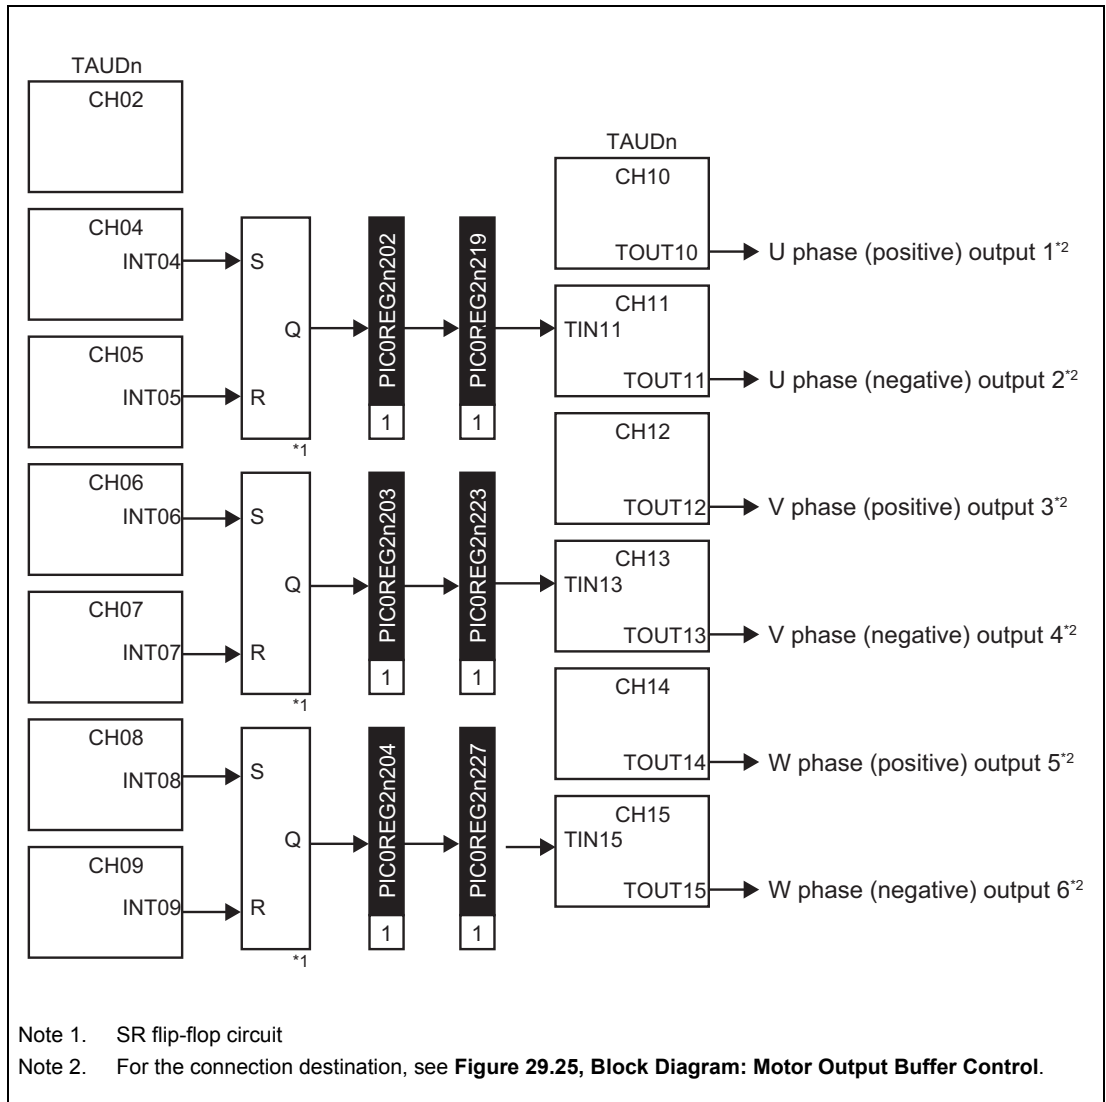 TAUDn
CH02
CH04
INT04
CH05
INT05
CH06
INT06
CH07
INT07
CH08
INT08
CH09
INT09
S
Q
R
*1
S
Q
R
*1
S
Q
R
*1
PIC0REG2n202
1
PIC0REG2n219
1
PIC0REG2n203
1
PIC0REG2n223
1
PIC0REG2n204
1
PIC0REG2n227
1
TAUDn
CH10
TOUT10
U phase (positive) output 1*2
CH11
TIN11
TOUT11
U phase (negative) output 2*2
CH12
TOUT12
V phase (positive) output 3*2
CH13
TIN13
TOUT13
V phase (negative) output 4*2
CH14
TOUT14
W phase (positive) output 5*2
CH15
TIN15
TOUT15
W phase (negative) output 6*2
Note 1. SR flip-flop circuit
Note 2. For the connection destination, see Figure 29.25, Block Diagram: Motor Output Buffer Control.